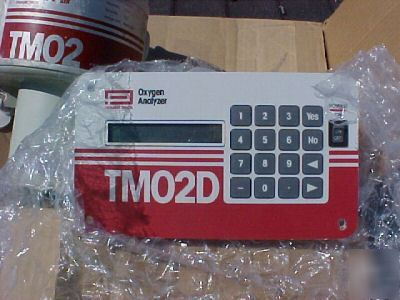 TMO2
Oxygen
Analyzer
1 2 3 Yes
4 5 6 No
7 8 9 ◄
– 0 · ►
TMO2D